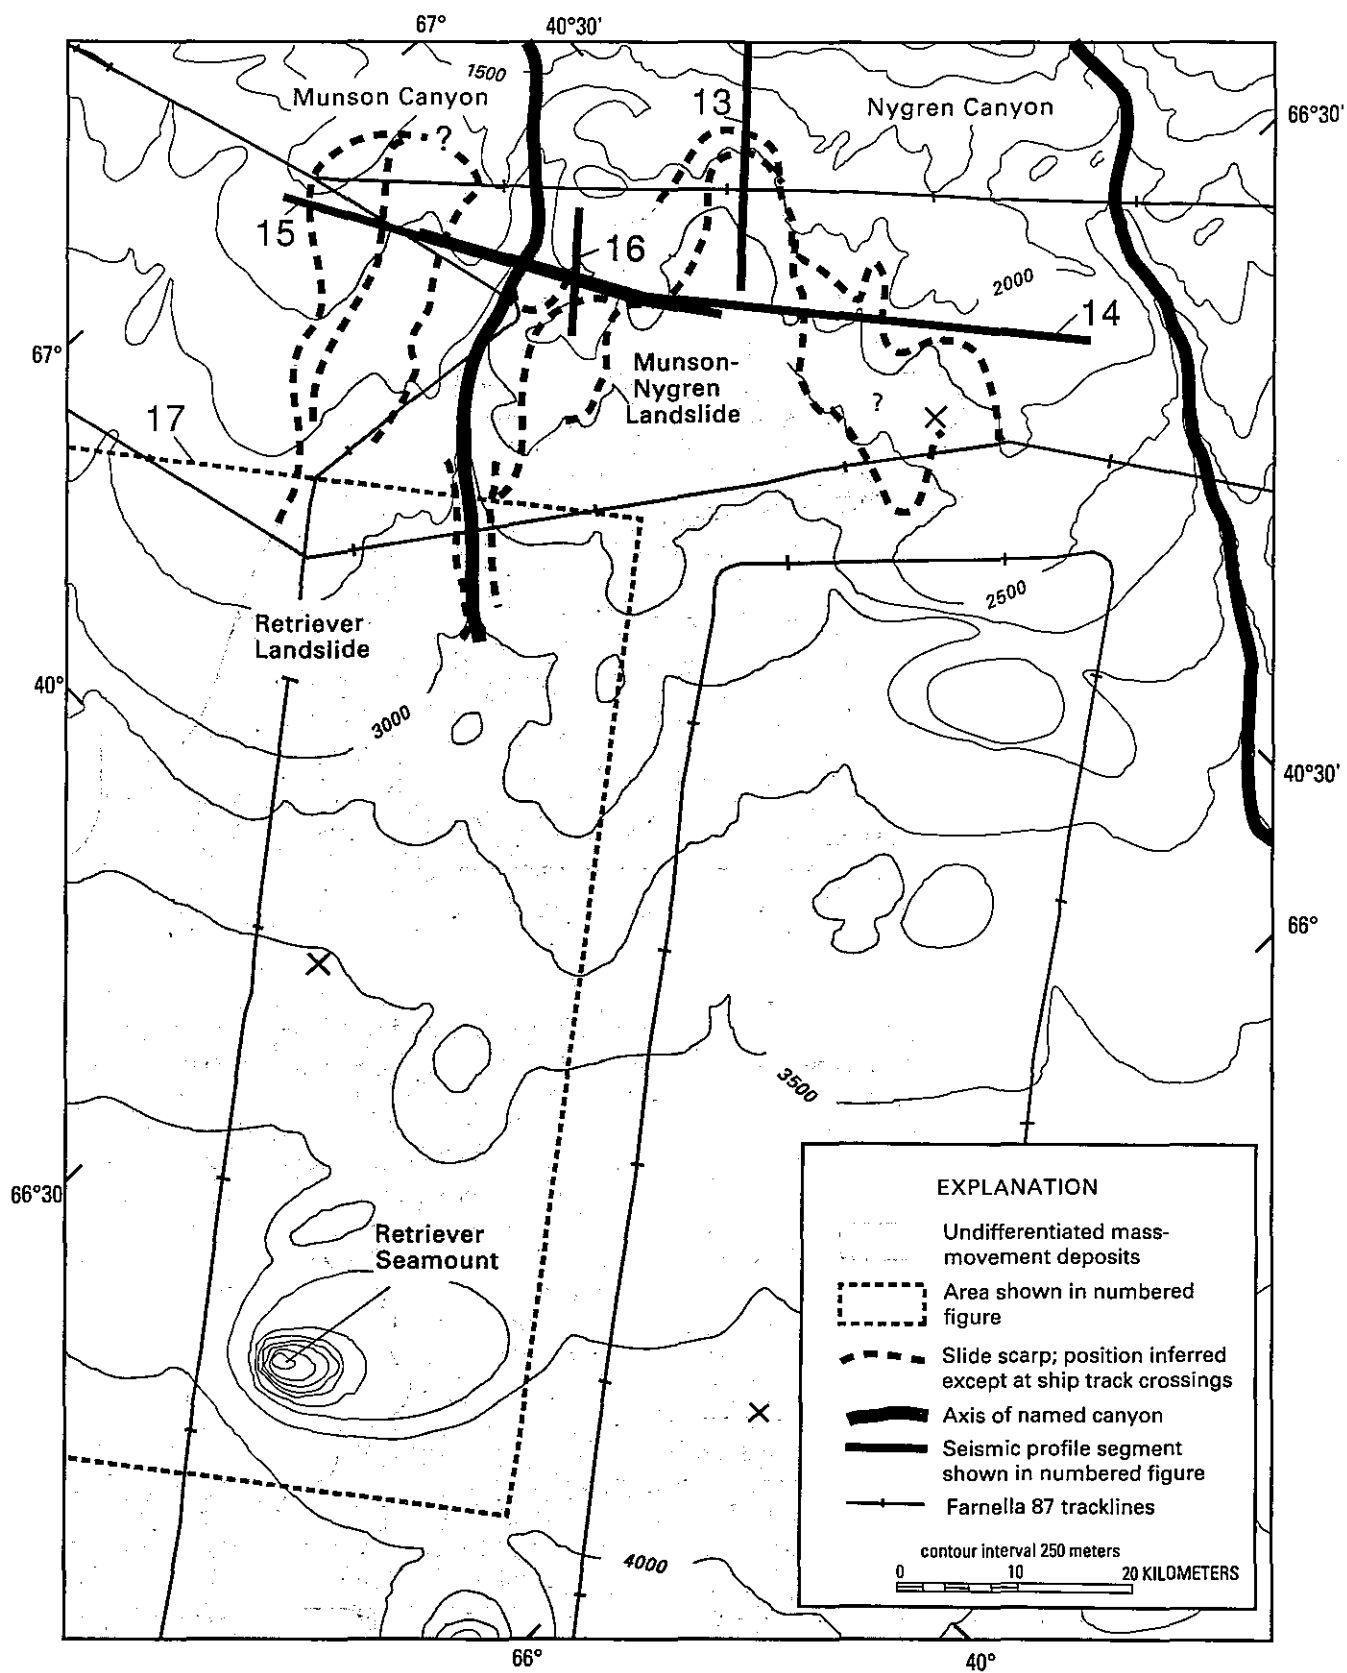 67°
40°30'
1500
Munson Canyon
13
Nygren Canyon
66°30'
?
15
16
2000
14
67°
Munson-
Nygren
Landslide
?
17
2500
Retriever
Landslide
40°
3000
40°30'
66°
3500
66°30
Retriever
Seamount
4000
66°
40°
EXPLANATION
Undifferentiated mass-
movement deposits
Area shown in numbered
figure
Slide scarp; position inferred
except at ship track crossings
Axis of named canyon
Seismic profile segment
shown in numbered figure
Farnella 87 tracklines
contour interval 250 meters
0 10 20 KILOMETERS